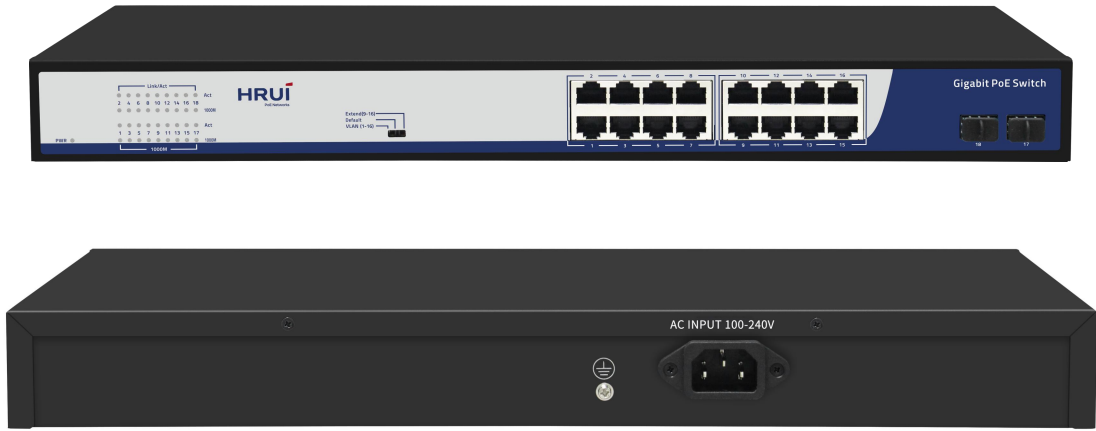 Link/Act
Act
2 4 6 8 10 12 14 16 18
1000M
Act
1 3 5 7 9 11 13 15 17
PWR
1000M
1000M
HRUI
PoE Networks
Extend(9-16)
Default
VLAN (1-16)
2 4 6 8
10 12 14 16
1 3 5 7
9 11 13 15
Gigabit PoE Switch
18 17
AC INPUT 100-240V